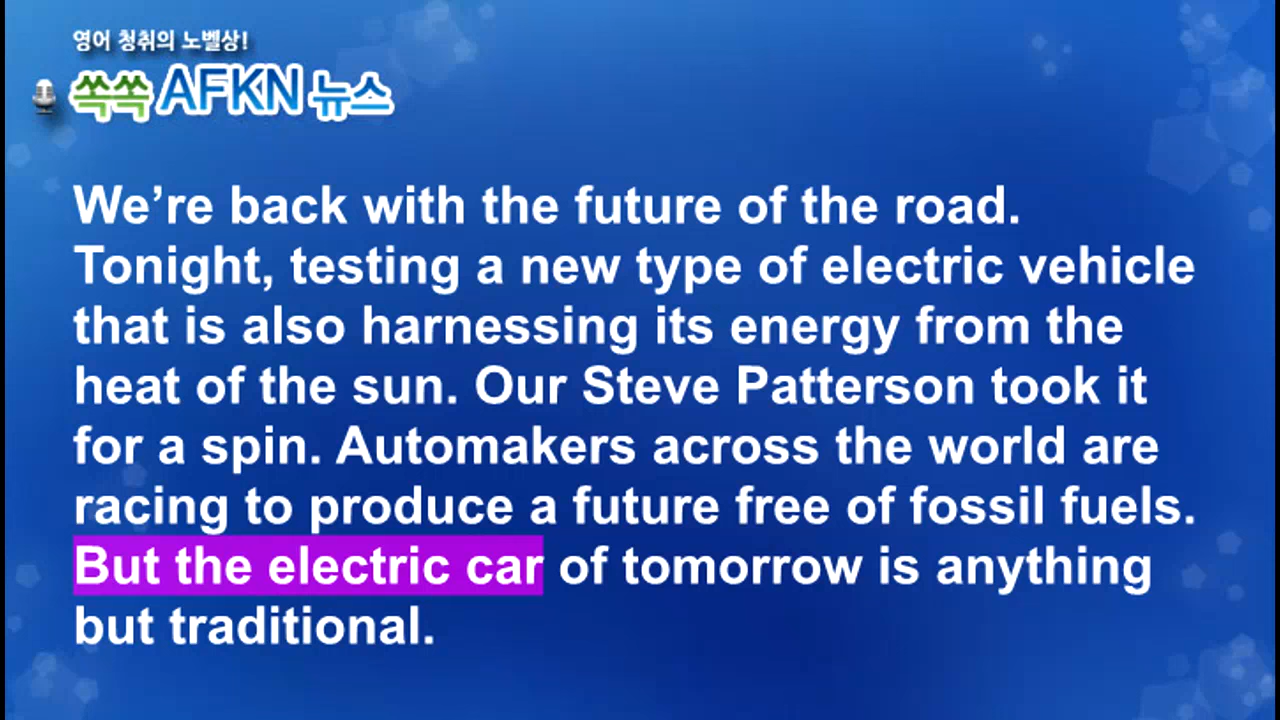 영어 청취의 노벨상!
쏙쏙 AFKN 뉴스
We’re back with the future of the road.
Tonight, testing a new type of electric vehicle
that is also harnessing its energy from the
heat of the sun. Our Steve Patterson took it
for a spin. Automakers across the world are
racing to produce a future free of fossil fuels.
But the electric car of tomorrow is anything
but traditional.